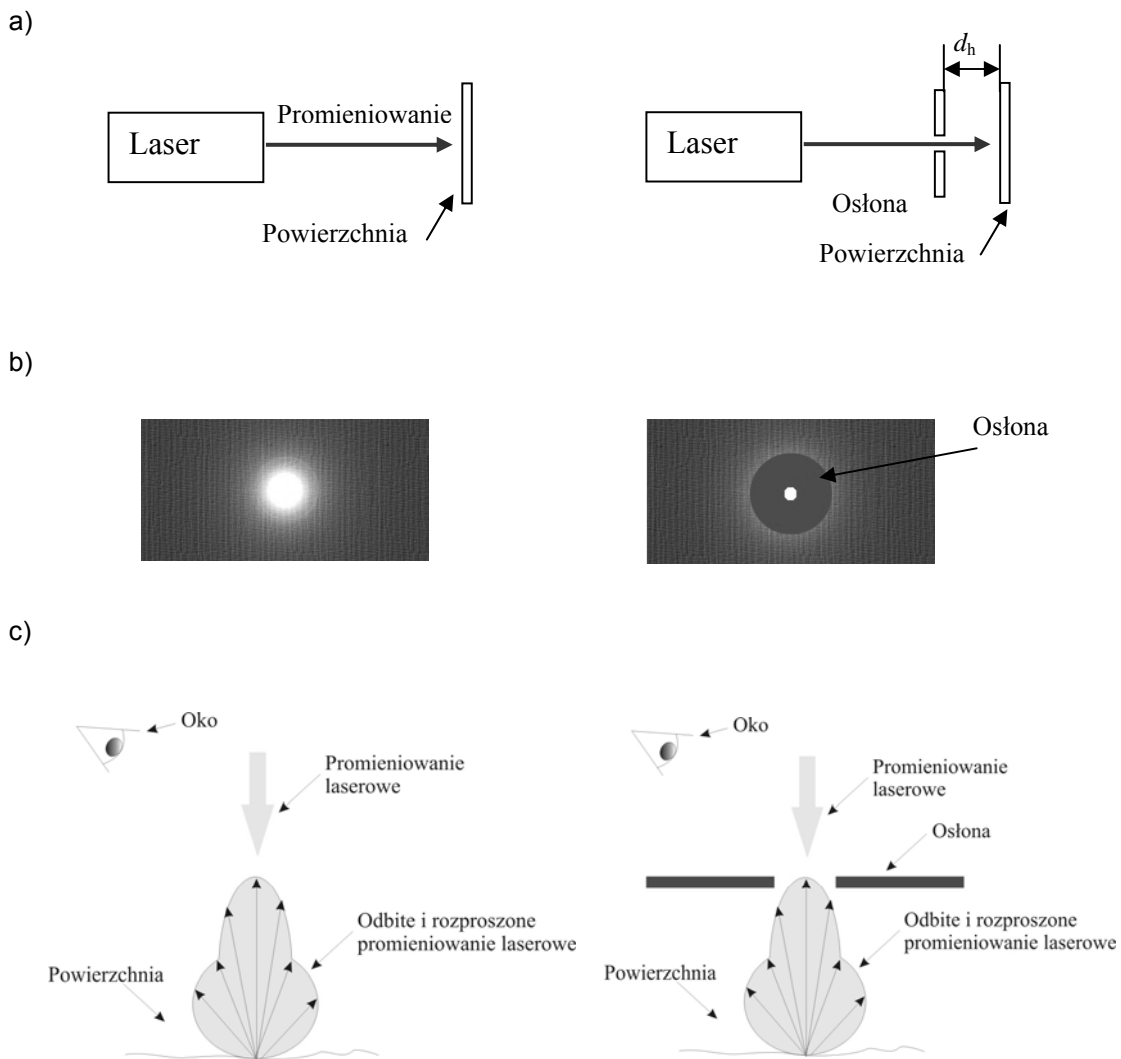 a)
Laser
Promieniowanie
Powierzchnia
Laser
dh
Osłona
Powierzchnia
b)
Osłona
c)
Oko
Promieniowanie
laserowe
Odbite i rozproszone
promieniowanie laserowe
Powierzchnia
Oko
Promieniowanie
laserowe
Osłona
Odbite i rozproszone
promieniowanie laserowe
Powierzchnia